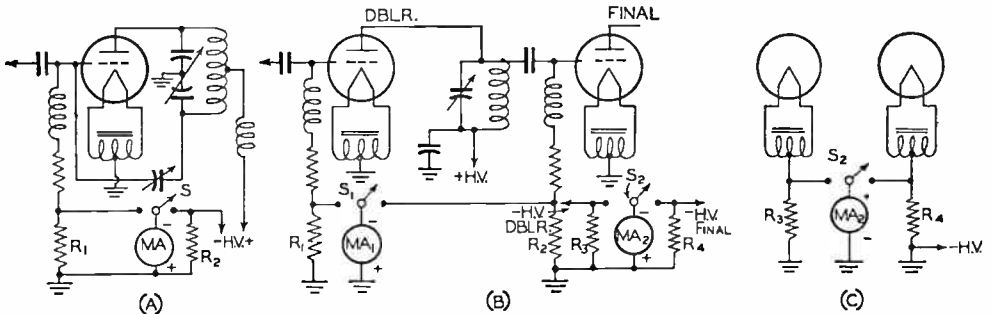 DBLR.
FINAL
S
-H.V.+
R1
MA
+
R2
(A)
+H.V.
S1
-
R1
MA1
+
-H.V.
DBLR.
R2
R3
S2
-
MA2
+
R4
-H.V.
FINAL
(B)
S2
R3
+
MA2
-
R4
-H.V.
(C)